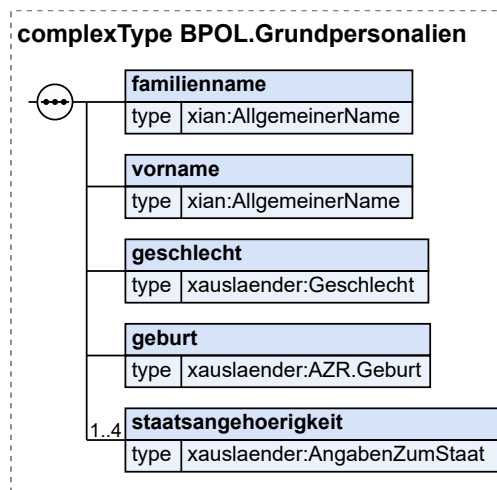 complexType BPOL.Grundpersonalien
familienname
type xian:AllgemeinerName
vorname
type xian:AllgemeinerName
geschlecht
type xauslaender:Geschlecht
geburt
type xauslaender:AZR.Geburt
1..4 staatsangehoerigkeit
type xauslaender:AngabenZumStaat